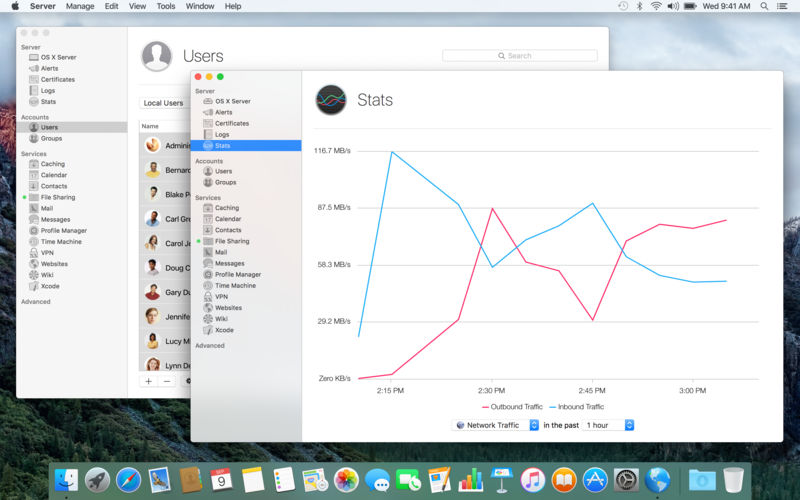 Server Manage Edit View Tools Window Help
Wed 9:41 AM
Server
OS X Server
Alerts
Certificates
Logs
Stats
Accounts
Users
Groups
Services
Caching
Calendar
Contacts
File Sharing
Mail
Messages
Profile Manager
Time Machine
VPN
Websites
Wiki
Xcode
Advanced
Users
Search
Local Users
Name
Adminis
Bernard
Blake P
Carl Gr
Carol J
Doug C
Gary Du
Jennife
Lucy M
Lynn De
Server
OS X Server
Alerts
Certificates
Logs
Stats
Accounts
Users
Groups
Services
Caching
Calendar
Contacts
File Sharing
Mail
Messages
Profile Manager
Time Machine
VPN
Websites
Wiki
Xcode
Advanced
Stats
116.7 MB/s
87.5 MB/s
58.3 MB/s
29.2 MB/s
Zero KB/s
2:15 PM 2:30 PM 2:45 PM 3:00 PM
Outbound Traffic Inbound Traffic
Network Traffic in the past 1 hour
SEP
9